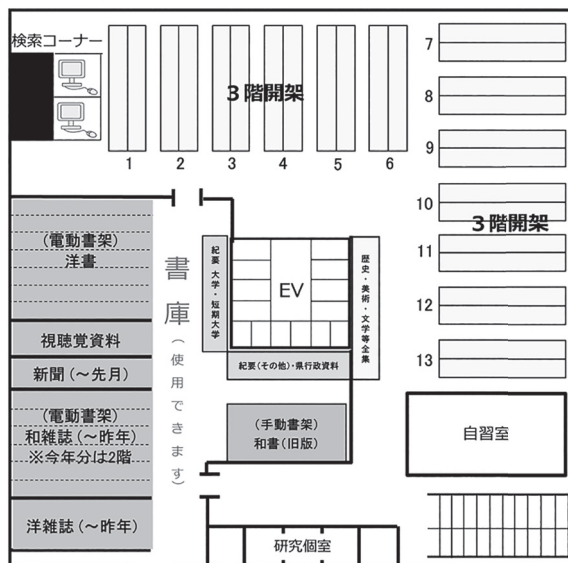 検索コーナー
3階開架
1 2 3 4 5 6
7
8
9
10
3階開架
11
12
13
(電動書架)
洋書
視聴覚資料
新聞(~先月)
(電動書架)
和雑誌(~昨年)
※今年分は2階
洋雑誌(~昨年)
書庫(使用できます)
紀要 大学・短期大学
EV
歴史・美術・文学等全集
紀要(その他)・県行政資料
(手動書架)
和書(旧版)
自習室
研究個室